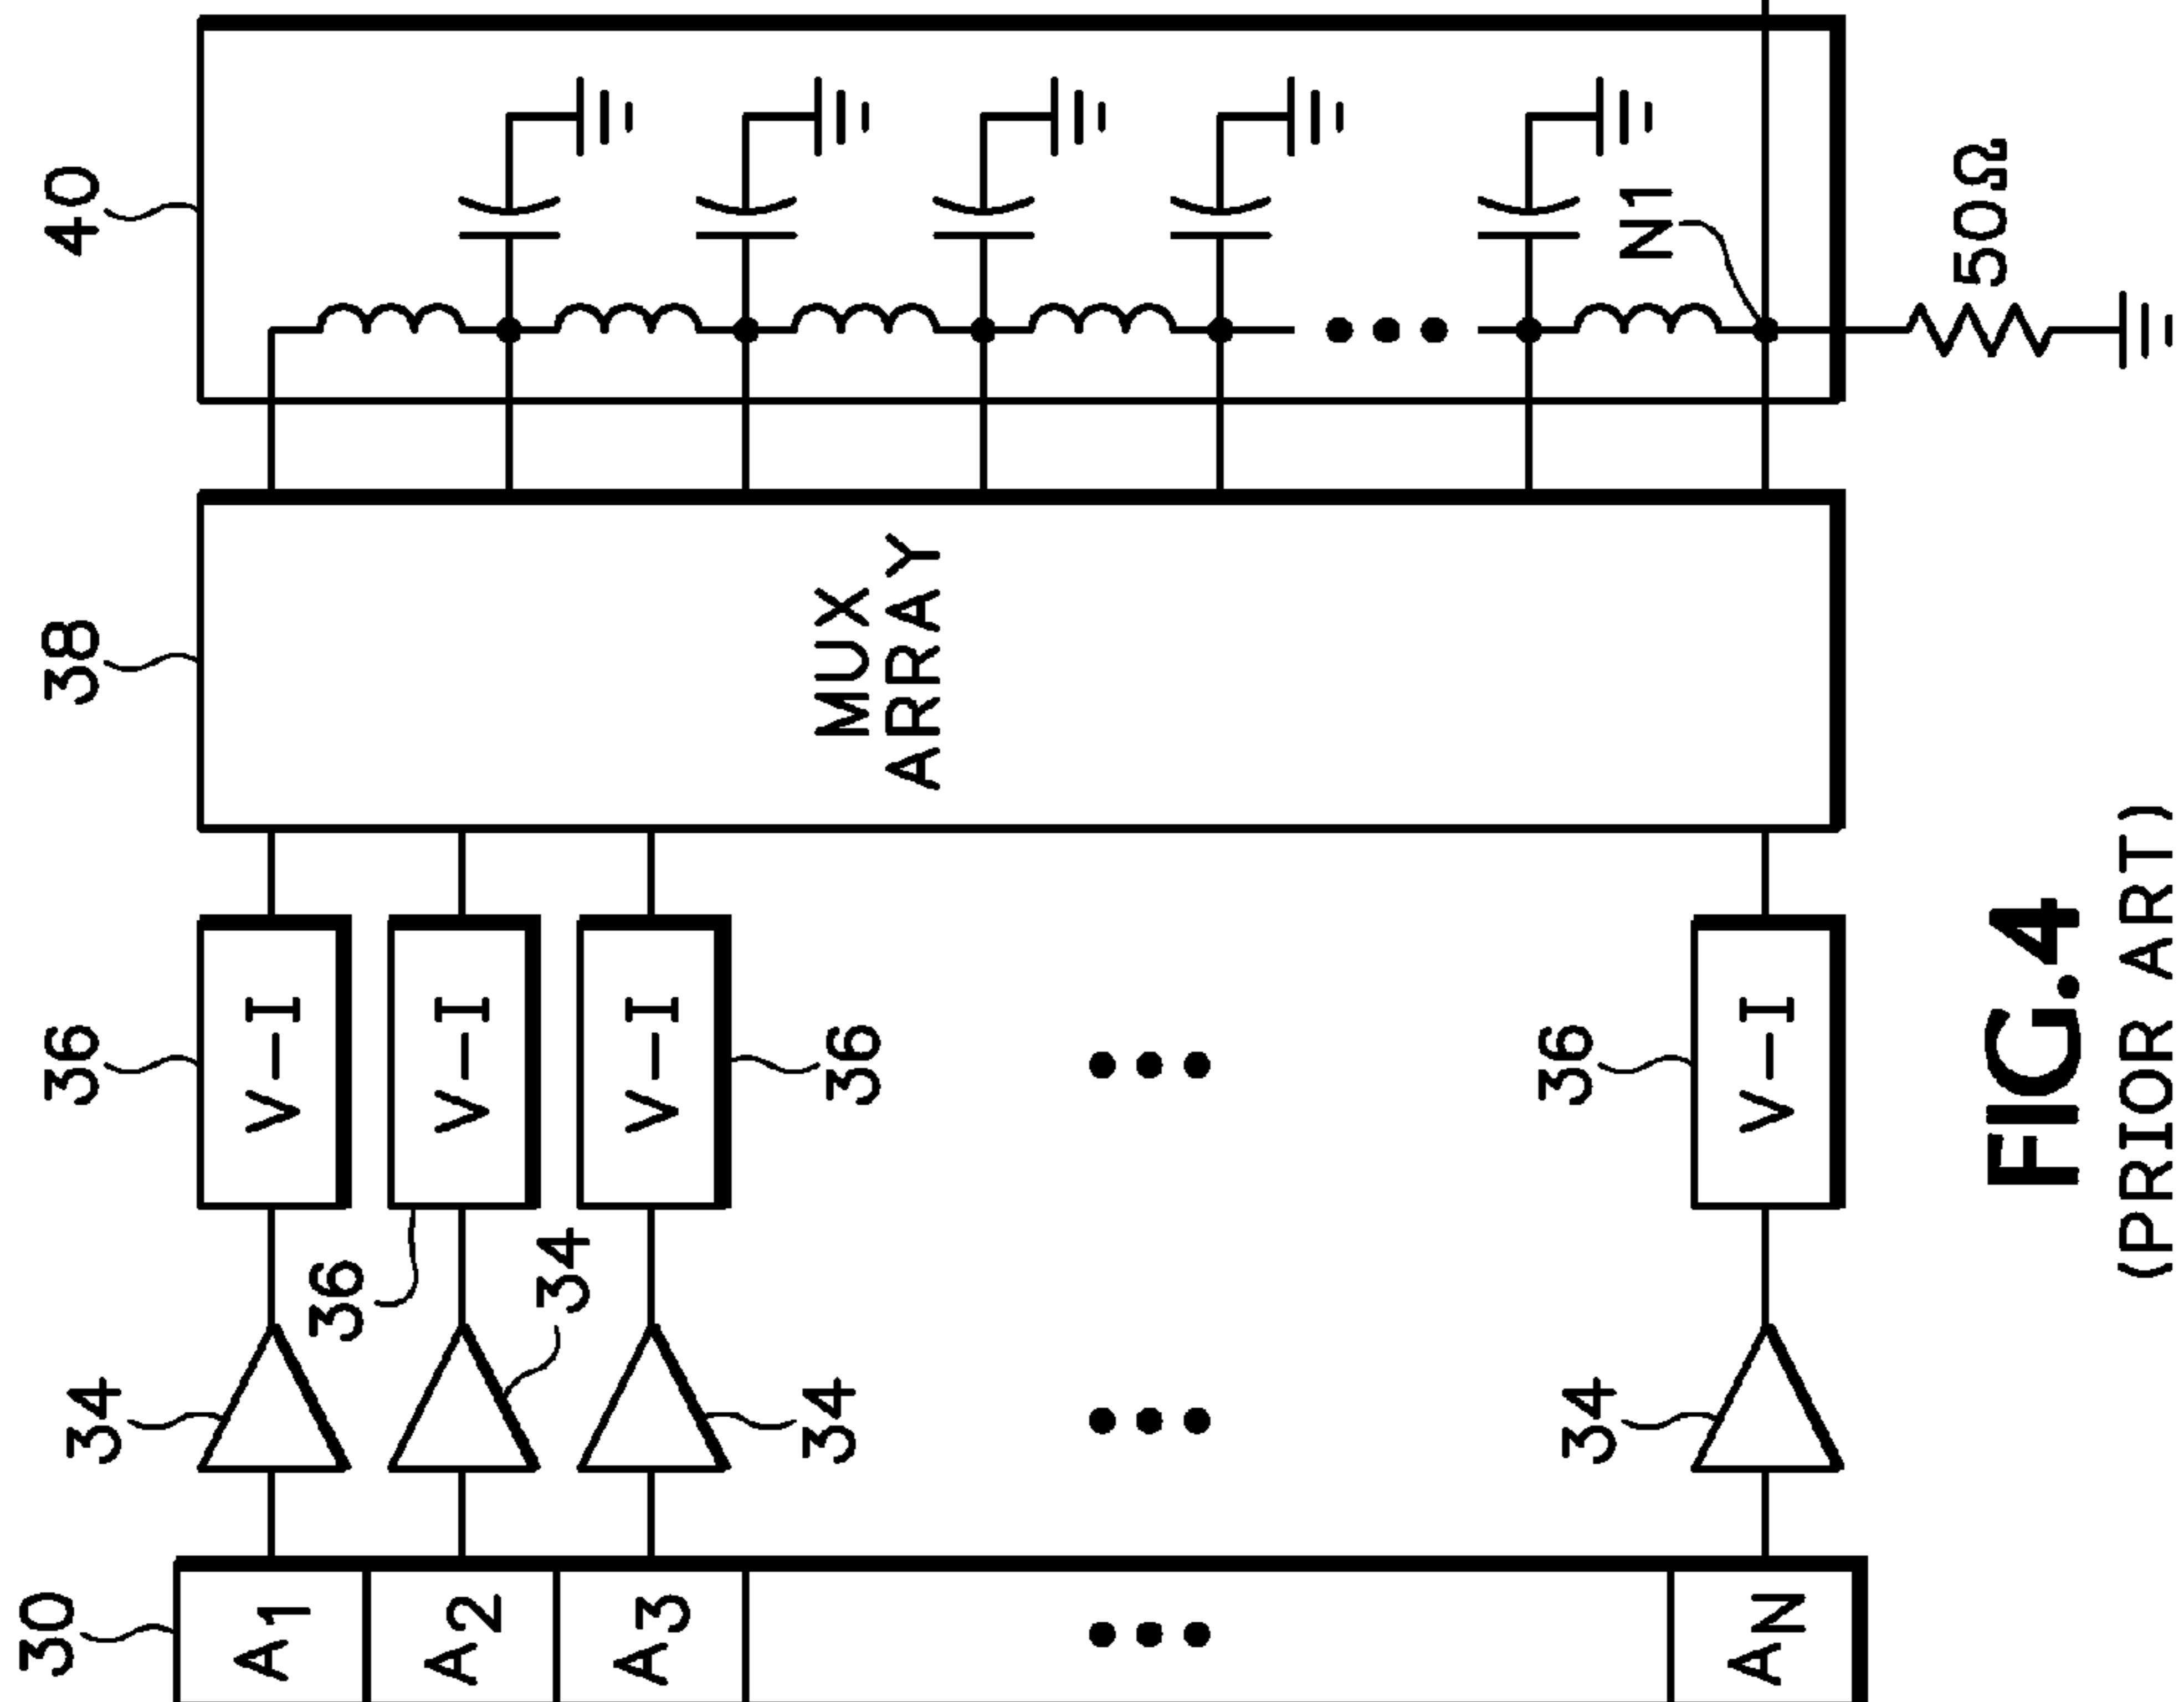 30
A1
A2
A3
AN
34
34
34
34
36
36
36
36
V-I
V-I
V-I
V-I
38
MUX
ARRAY
40
N1
50Ω
FIG. 4
(PRIOR ART)